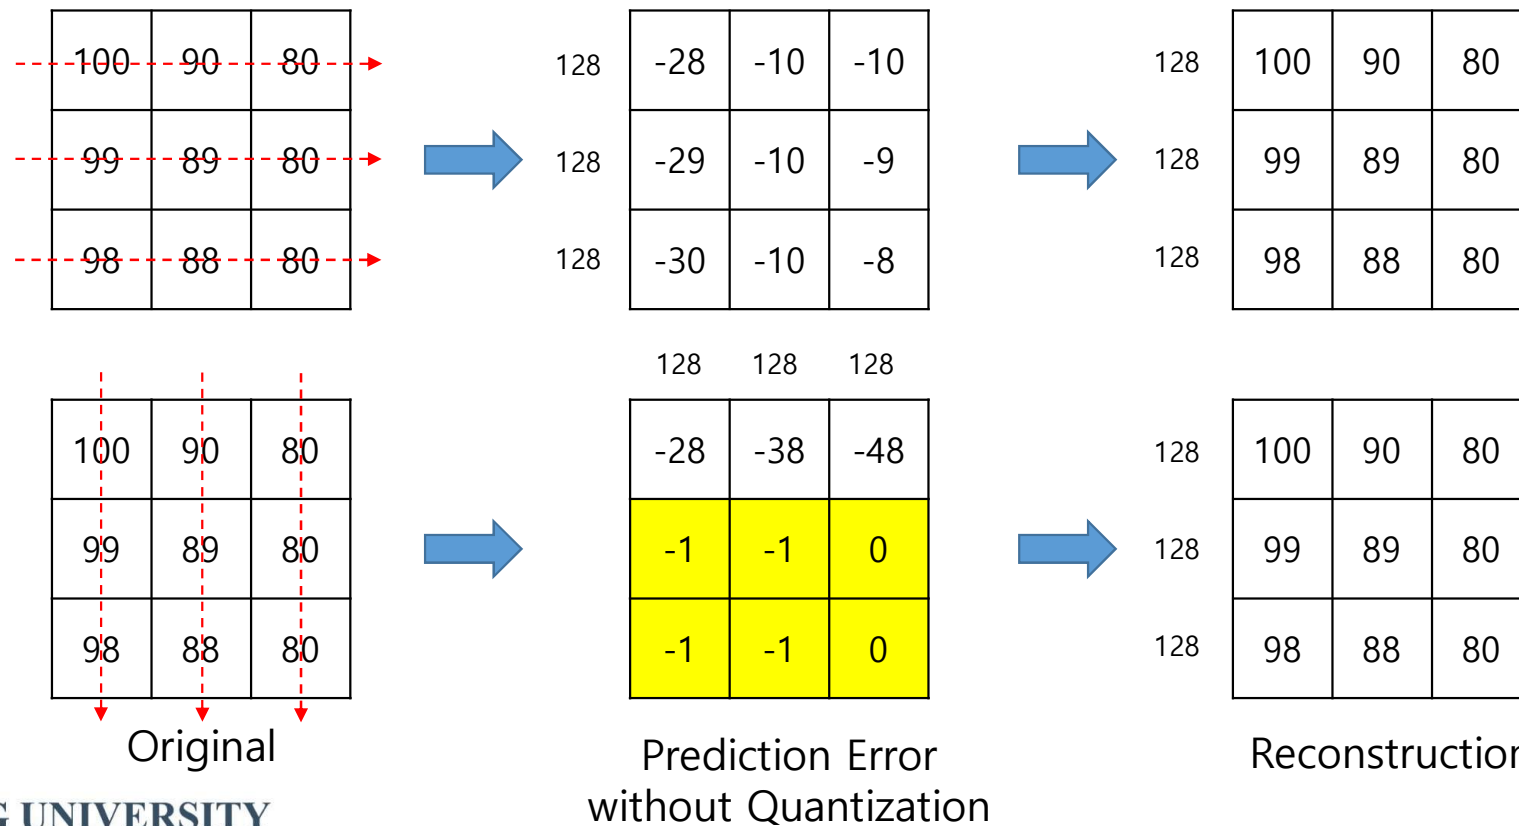 100 90 80
128 -28 -10 -10
128 100 90 80
99 89 80
128 -29 -10 -9
128 99 89 80
98 88 80
128 -30 -10 -8
128 98 88 80
128 128 128
100 90 80
-28 -38 -48
128 100 90 80
99 89 80
-1 -1 0
128 99 89 80
98 88 80
-1 -1 0
128 98 88 80
Original
Prediction Error
without Quantization
Reconstruction
G UNIVERSITY